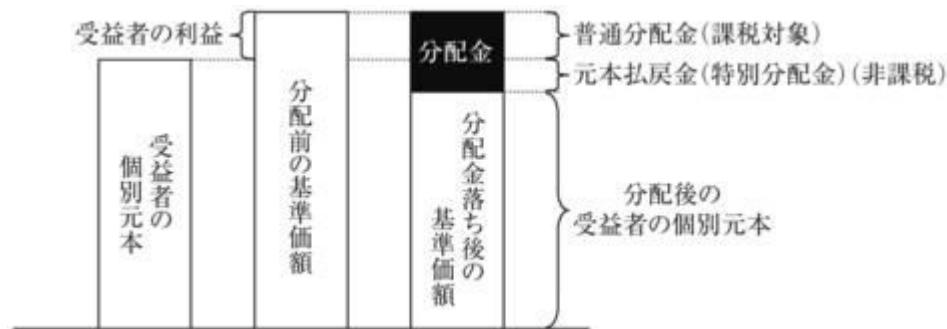 受益者の利益
分配金
普通分配金(課税対象)
元本払戻金(特別分配金)(非課税)
受益者の
個別元本
分配前の基準価額
分配金落ち後の
基準価額
分配後の
受益者の個別元本